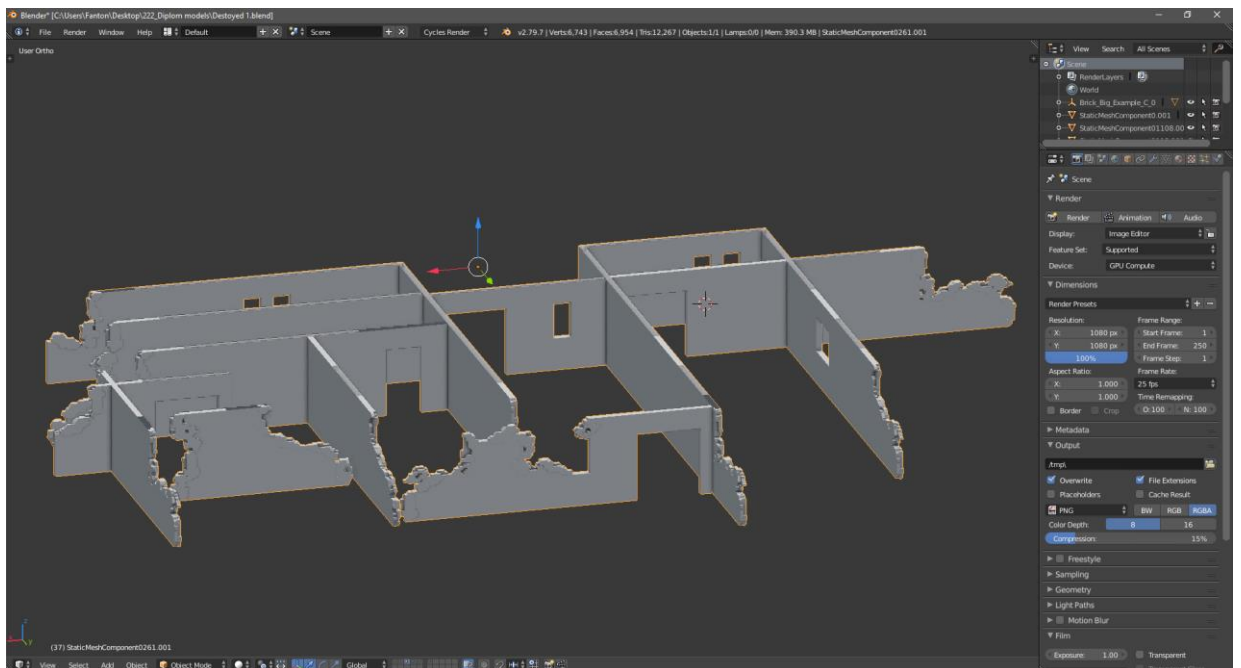 Blender* [C:\Users\Fanton\Desktop\222_Diplom models\Destoyed 1.blend]
File Render Window Help Default Scene Cycles Render v2.79.7 | Verts:6,743 | Faces:6,954 | Tris:12,267 | Objects:1/1 | Lamps:0/0 | Mem: 390.3 MB | StaticMeshComponent0261.001
User Ortho
View Search All Scenes
Scene
RenderLayers
World
Brick_Big_Example_C_0
StaticMeshComponent0.001
StaticMeshComponent01108.00
Scene
Render
Render Animation Audio
Display: Image Editor
Feature Set: Supported
Device: GPU Compute
Dimensions
Render Presets
Resolution: Frame Range:
X: 1080 px Start Frame: 1
Y: 1080 px End Frame: 250
100% Frame Step: 1
Aspect Ratio: Frame Rate:
X: 1.000 25 fps
Y: 1.000 Time Remapping:
Border Crop O:100 N: 100
Metadata
Output
/tmp\
Overwrite File Extensions
Placeholders Cache Result
PNG BW RGB RGBA
Color Depth: 8 16
Compression: 15%
Freestyle
Sampling
Geometry
Light Paths
Motion Blur
Film
Exposure: 1.00 Transparent
z
x y
(37) StaticMeshComponent0261.001
View Select Add Object Object Mode Global